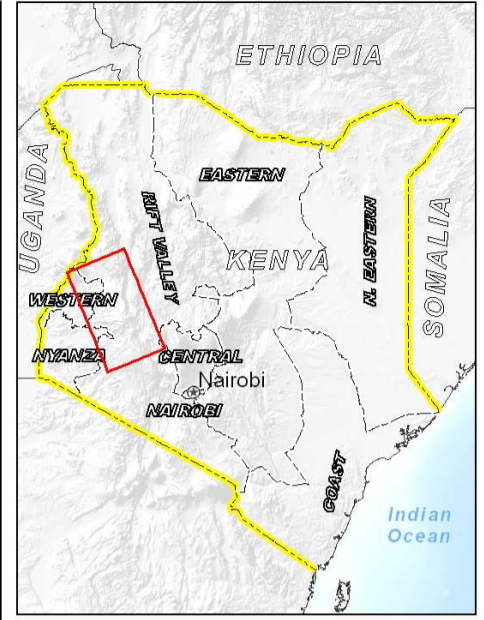 ETHIOPIA
UGANDA
EASTERN
RIFT VALLEY
KENYA
N. EASTERN
SOMALIA
WESTERN
NYANZA
CENTRAL
Nairobi
NAIROBI
COAST
Indian
Ocean